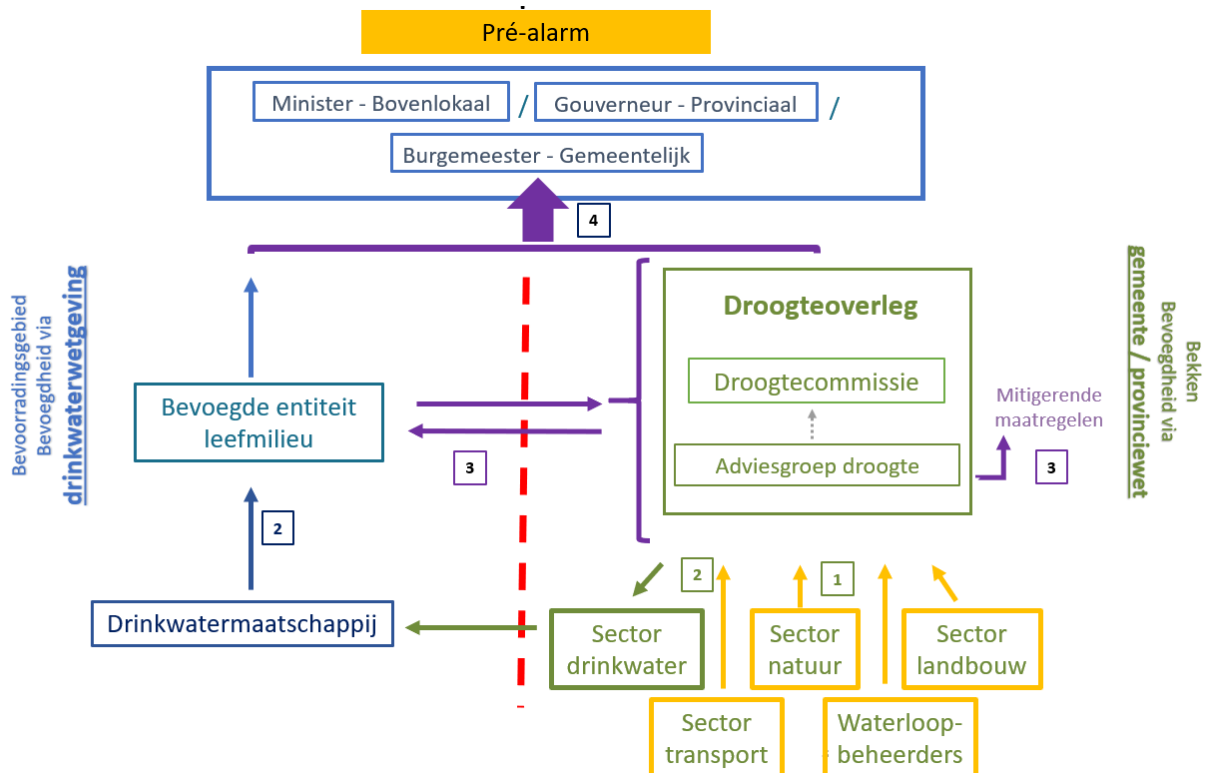 Pré-alarm
Minister - Bovenlokaal / Gouverneur - Provinciaal /
Burgemeester - Gemeentelijk
4
Bevoorradingsgebied
Bevoegdheid via
drinkwaterwetgeving
Bekken
Bevoegdheid via
gemeente / provinciewet
Droogteoverleg
Droogtecommissie
Adviesgroep droogte
Mitigerende
maatregelen
3
Bevoegde entiteit
leefmilieu
3
2
Drinkwatermaatschappij
2
1
Sector
drinkwater
Sector
natuur
Sector
landbouw
Sector
transport
Waterloop-
beheerders